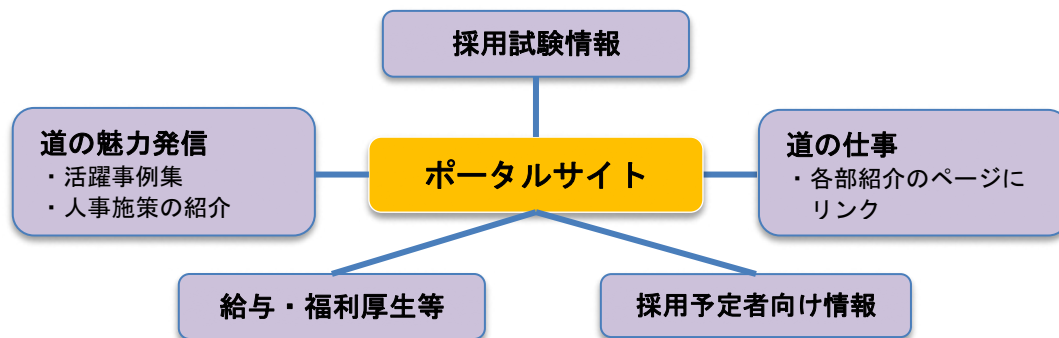 採用試験情報
道の魅力発信
・活躍事例集
・人事施策の紹介
ポータルサイト
道の仕事
・各部紹介のページに
リンク
給与・福利厚生等
採用予定者向け情報